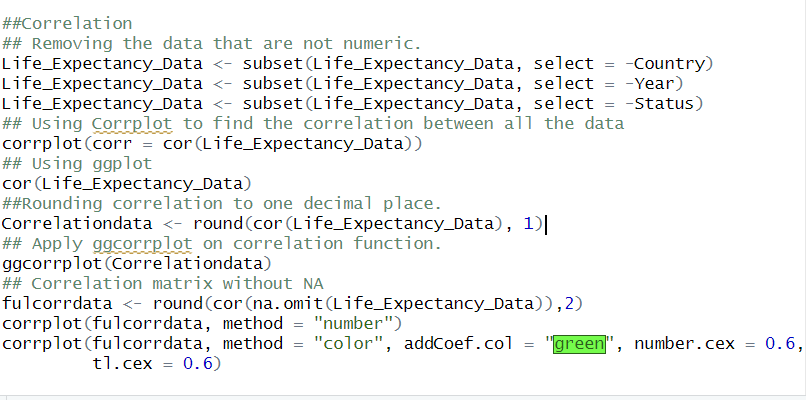 ##Correlation
## Removing the data that are not numeric.
Life_Expectancy_Data <- subset(Life_Expectancy_Data, select = -Country)
Life_Expectancy_Data <- subset(Life_Expectancy_Data, select = -Year)
Life_Expectancy_Data <- subset(Life_Expectancy_Data, select = -Status)
## Using Corrplot to find the correlation between all the data
corrplot(corr = cor(Life_Expectancy_Data))
## Using ggplot
cor(Life_Expectancy_Data)
##Rounding correlation to one decimal place.
Correlationdata <- round(cor(Life_Expectancy_Data), 1)
## Apply ggcorrplot on correlation function.
ggcorrplot(Correlationdata)
## Correlation matrix without NA
fulcorrdata <- round(cor(na.omit(Life_Expectancy_Data)),2)
corrplot(fulcorrdata, method = "number")
corrplot(fulcorrdata, method = "color", addCoef.col = "green", number.cex = 0.6,
tl.cex = 0.6)